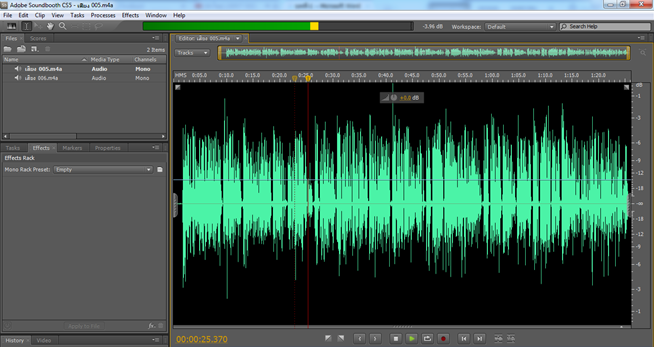 Adobe Soundbooth CS5 - เสียง 005.m4a
File Edit View Tasks Processes Effects Window Help
-3.96 dB Workspace: Default Search Help
Files Scores
2 Items
Name Media Type Channels
เสียง 005.m4a Audio Mono
เสียง 006.m4a Audio Mono
Tasks Effects Markers Properties
Effects Rack
Mono Rack Preset: 'Empty
Apply to File fx
History Video
Editor: เสียง 005.m4a
Tracks
HMS 0:05.0 0:10.0 0:15.0 0:20.0 0:25.0 0:30.0 0:35.0 0:40.0 0:45.0 0:50.0 0:55.0 1:00.0 1:05.0 1:10.0 1:15.0 1:20.0
dB
+0.0 dB
-1
-3
-6
-9
-12
-18
-∞
-18
-12
-9
-6
-3
-1
00:00:25.370